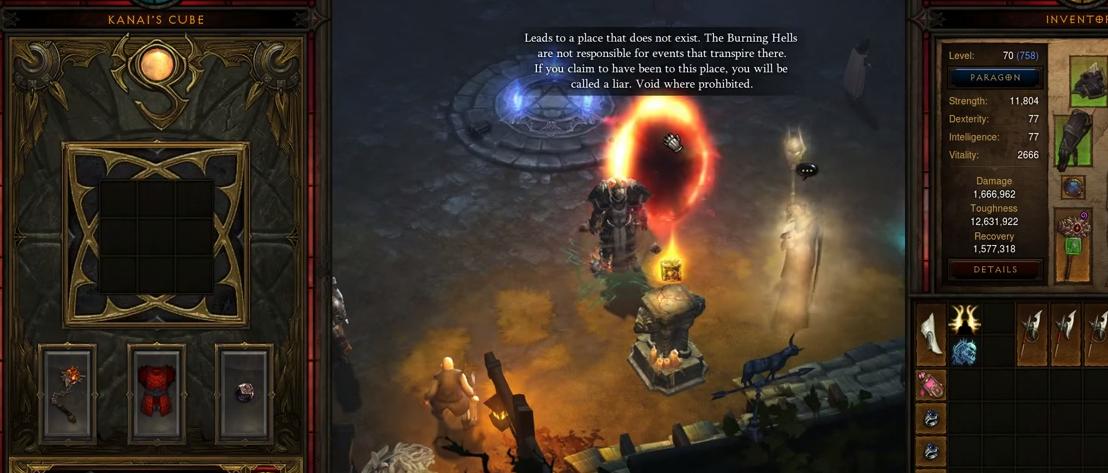 KANAI'S CUBE
Leads to a place that does not exist. The Burning Hells
are not responsible for events that transpire there.
If you claim to have been to this place, you will be
called a liar. Void where prohibited.
Level: 70 (758)
PARAGON
Strength: 11,804
Dexterity: 77
Intelligence: 77
Vitality: 2666
Damage
1,666,962
Toughness
12,631,922
Recovery
1,577,318
DETAILS